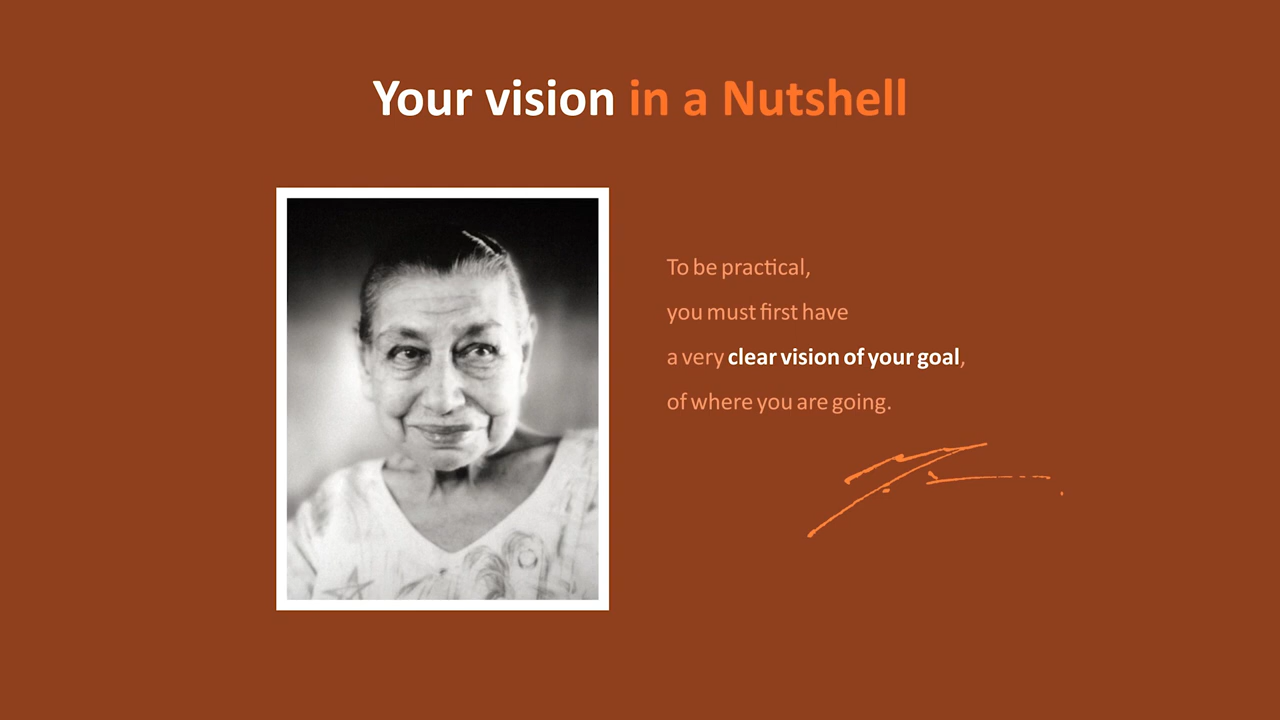 Your vision in a Nutshell
To be practical,
you must first have
a very clear vision of your goal,
of where you are going.